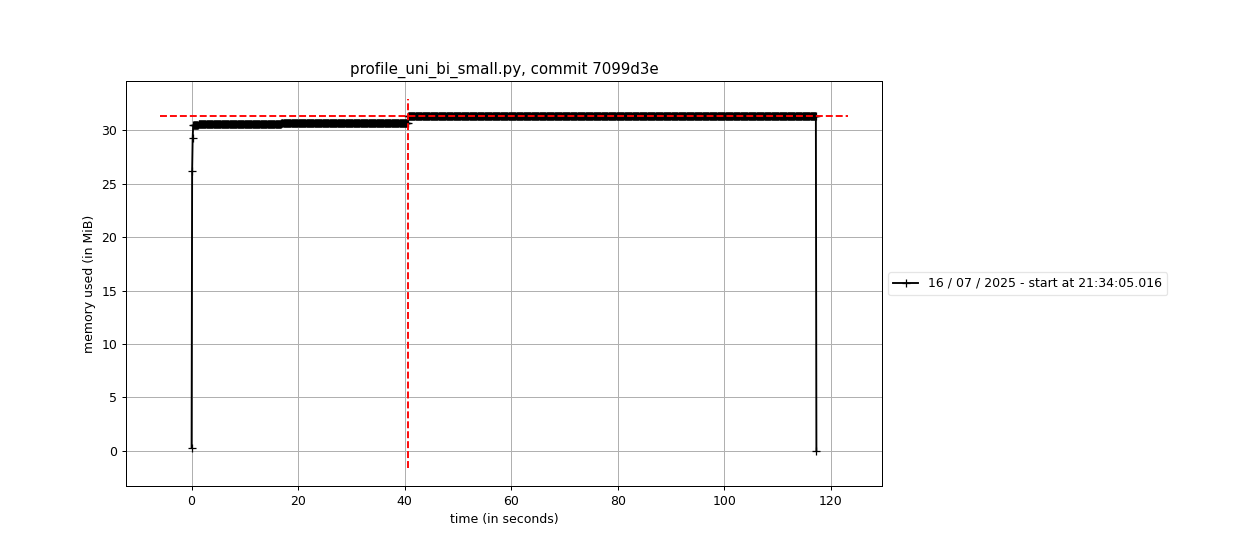 profile_uni_bi_small.py, commit 7099d3e
30
25
20
15
10
5
0
memory used (in MiB)
0 20 40 60 80 100 120
time (in seconds)
16 / 07 / 2025 - start at 21:34:05.016